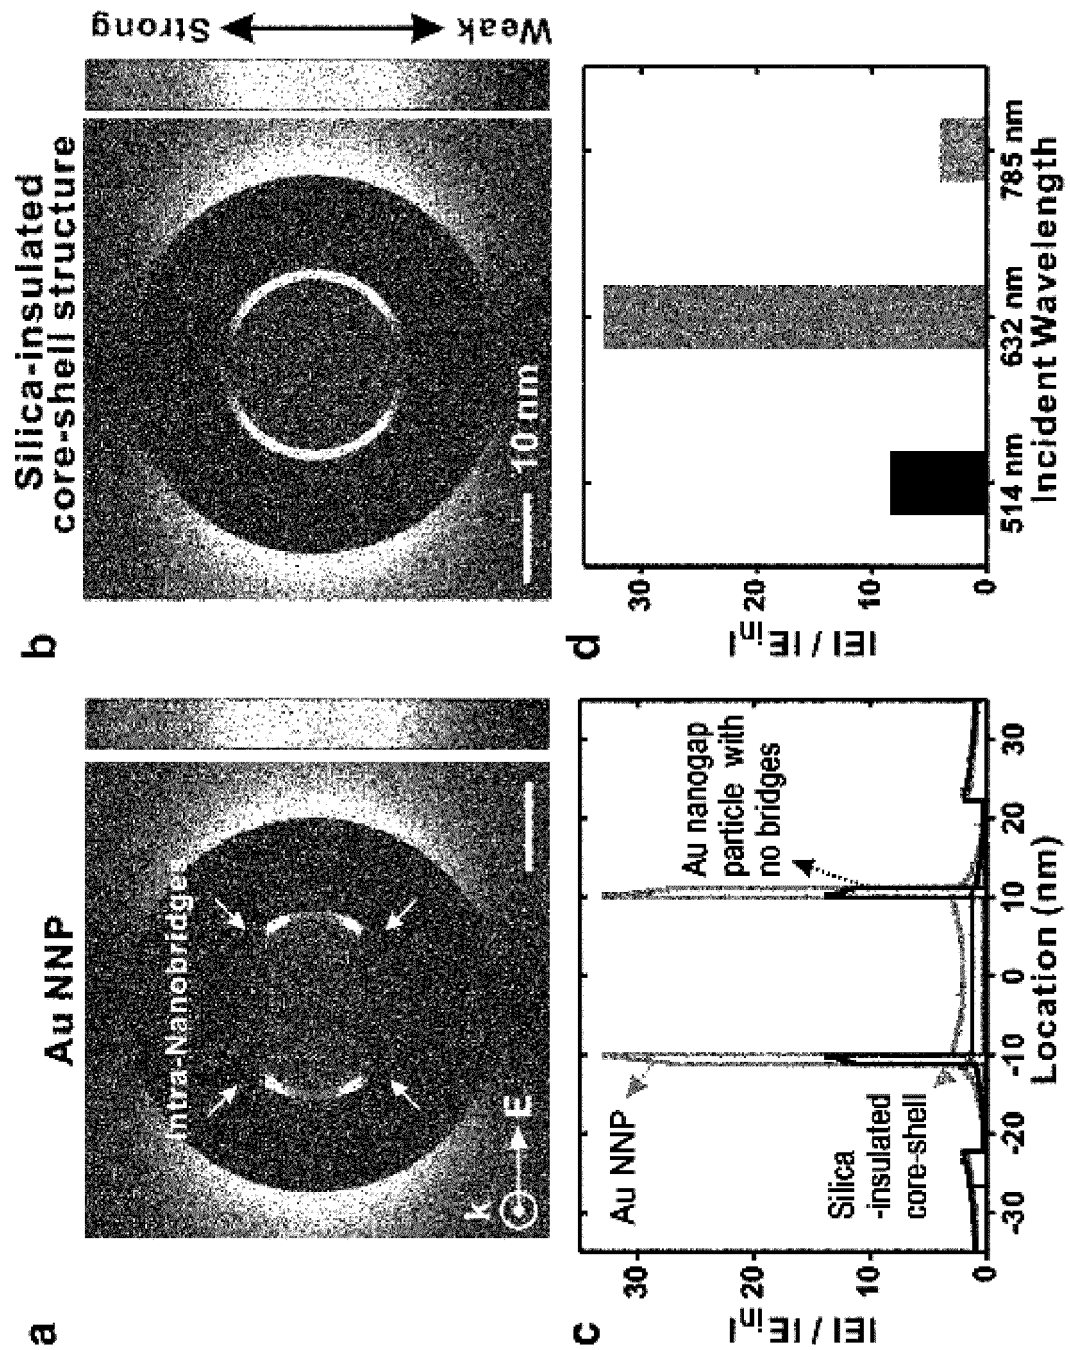 a
Au NNP
Intra-Nanobridges
k
E
b
Silica-insulated
core-shell structure
10 nm
Strong
Weak
c
|E| / |Ein|
30
20
10
0
Au NNP
Silica
-insulated
core-shell
Au nanogap
particle with
no bridges
-30
-20
-10
0
10
20
30
Location (nm)
d
|E| / |Ein|
30
20
10
0
514 nm
632 nm
785 nm
Incident Wavelength